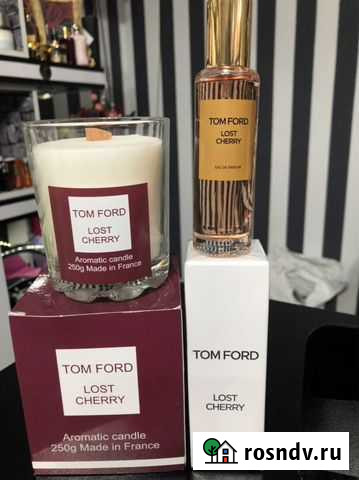 TOM FORD
LOST
CHERRY
Aromatic candle
250g Made in France
TOM FORD
LOST
CHERRY
EAU DE PARFUM
TOM FORD
LOST
CHERRY
Aromatic candle
250g Made in France
TOM FORD
LOST
CHERRY
rosndv.ru